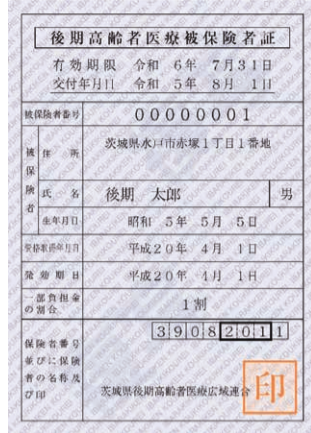 後期高齢者医療被保険者証
有効期限 令和 6年 7月31日
交付年月日 令和 5年 8月 1日
被保険者番号 00000001
被保険者
住所 茨城県水戸市赤塚1丁目1番地
氏名 後期 太郎 男
生年月日 昭和 5年 5月 5日
資格取得年月日 平成20年 4月 1日
発効期日 平成20年 4月 1日
一部負担金の割合 1割
保険者番号並びに保険者の名称及び印
39082011
茨城県後期高齢者医療広域連合
印